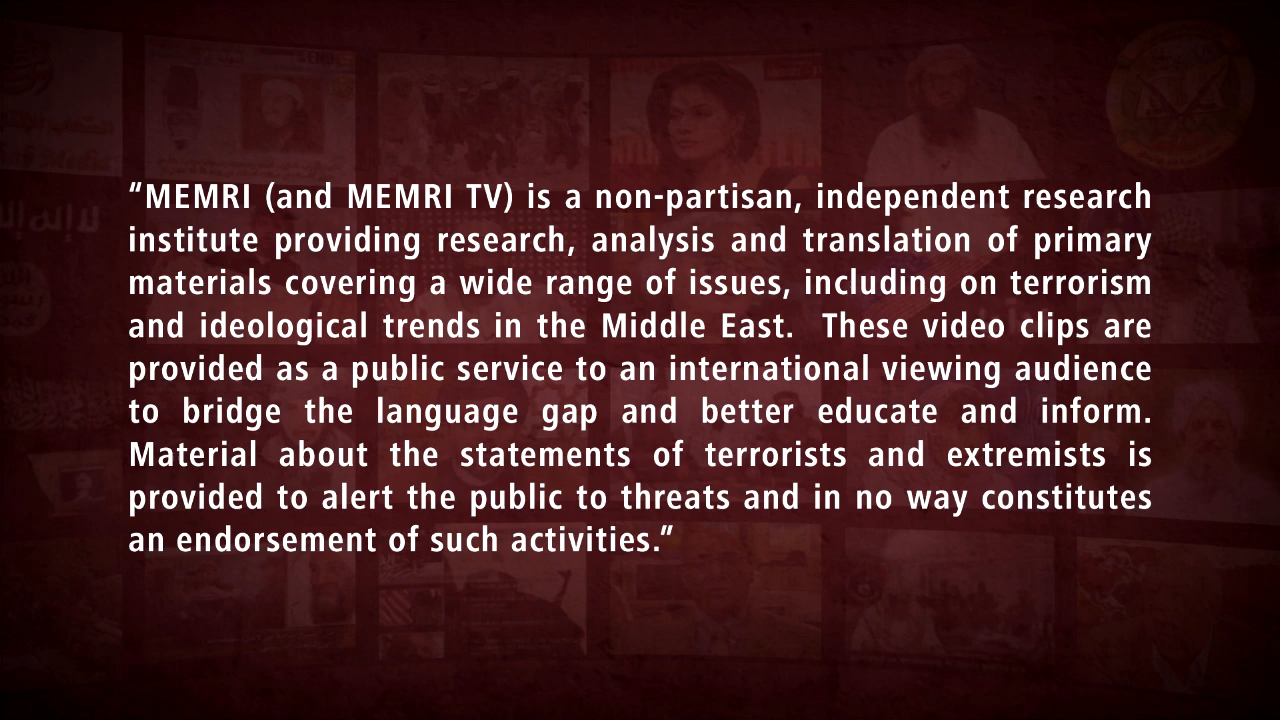 “MEMRI (and MEMRI TV) is a non-partisan, independent research
institute providing research, analysis and translation of primary
materials covering a wide range of issues, including on terrorism
and ideological trends in the Middle East. These video clips are
provided as a public service to an international viewing audience
to bridge the language gap and better educate and inform.
Material about the statements of terrorists and extremists is
provided to alert the public to threats and in no way constitutes
an endorsement of such activities.”